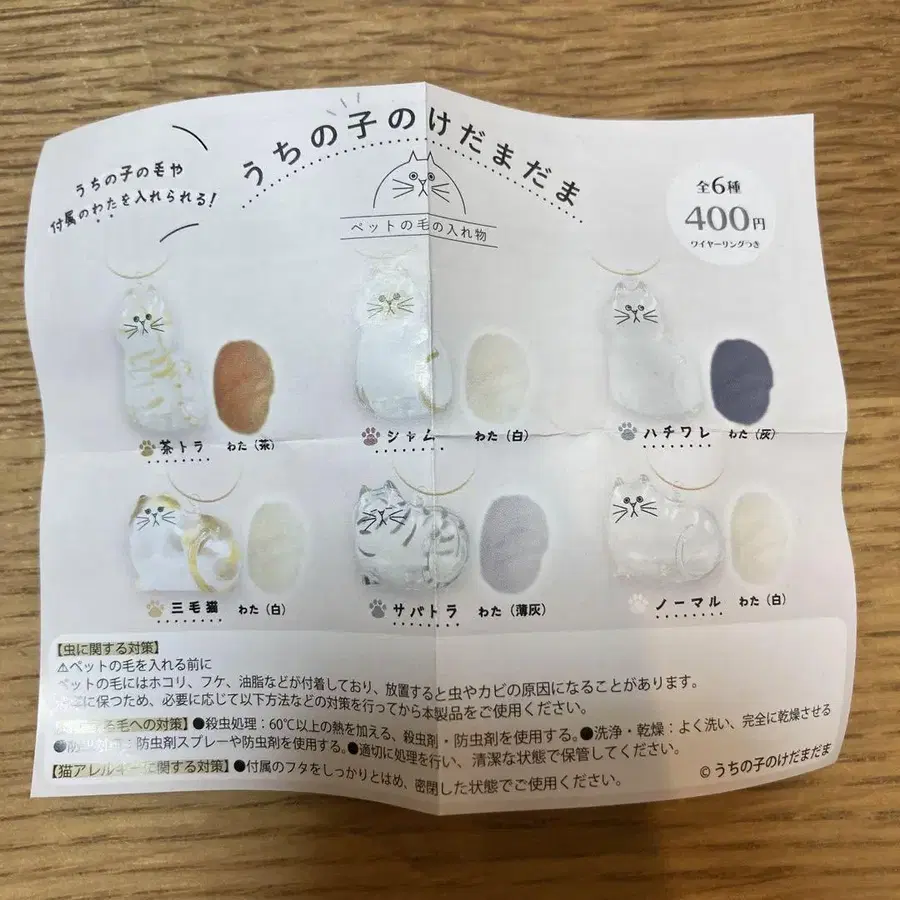 うちの子の毛や
付属のわたを入れられる!
うちの子のけだまだま
ペットの毛の入れ物
全6種
400円
ワイヤーリングつき
茶トラ わた(茶)
シャム わた(白)
ハチワレ わた(灰)
三毛猫 わた(白)
サバトラ わた(薄灰)
ノーマル わた(白)
【虫に関する対策】
⚠ペットの毛を入れる前に
ペットの毛にはホコリ、フケ、油脂などが付着しており、放置すると虫やカビの原因になることがあります。
に保つため、必要に応じて以下方法などの対策を行ってから本製品をご使用ください。
る毛への対策】●殺虫処理:60℃以上の熱を加える、殺虫剤・防虫剤を使用する。●洗浄・乾燥:よく洗い、完全に乾燥させる
防虫剤スプレーや防虫剤を使用する。●適切に処理を行い、清潔な状態で保管してください。
【猫アレルギーに関する対策】●付属のフタをしっかりとはめ、密閉した状態でご使用ください。
©うちの子のけだまだま